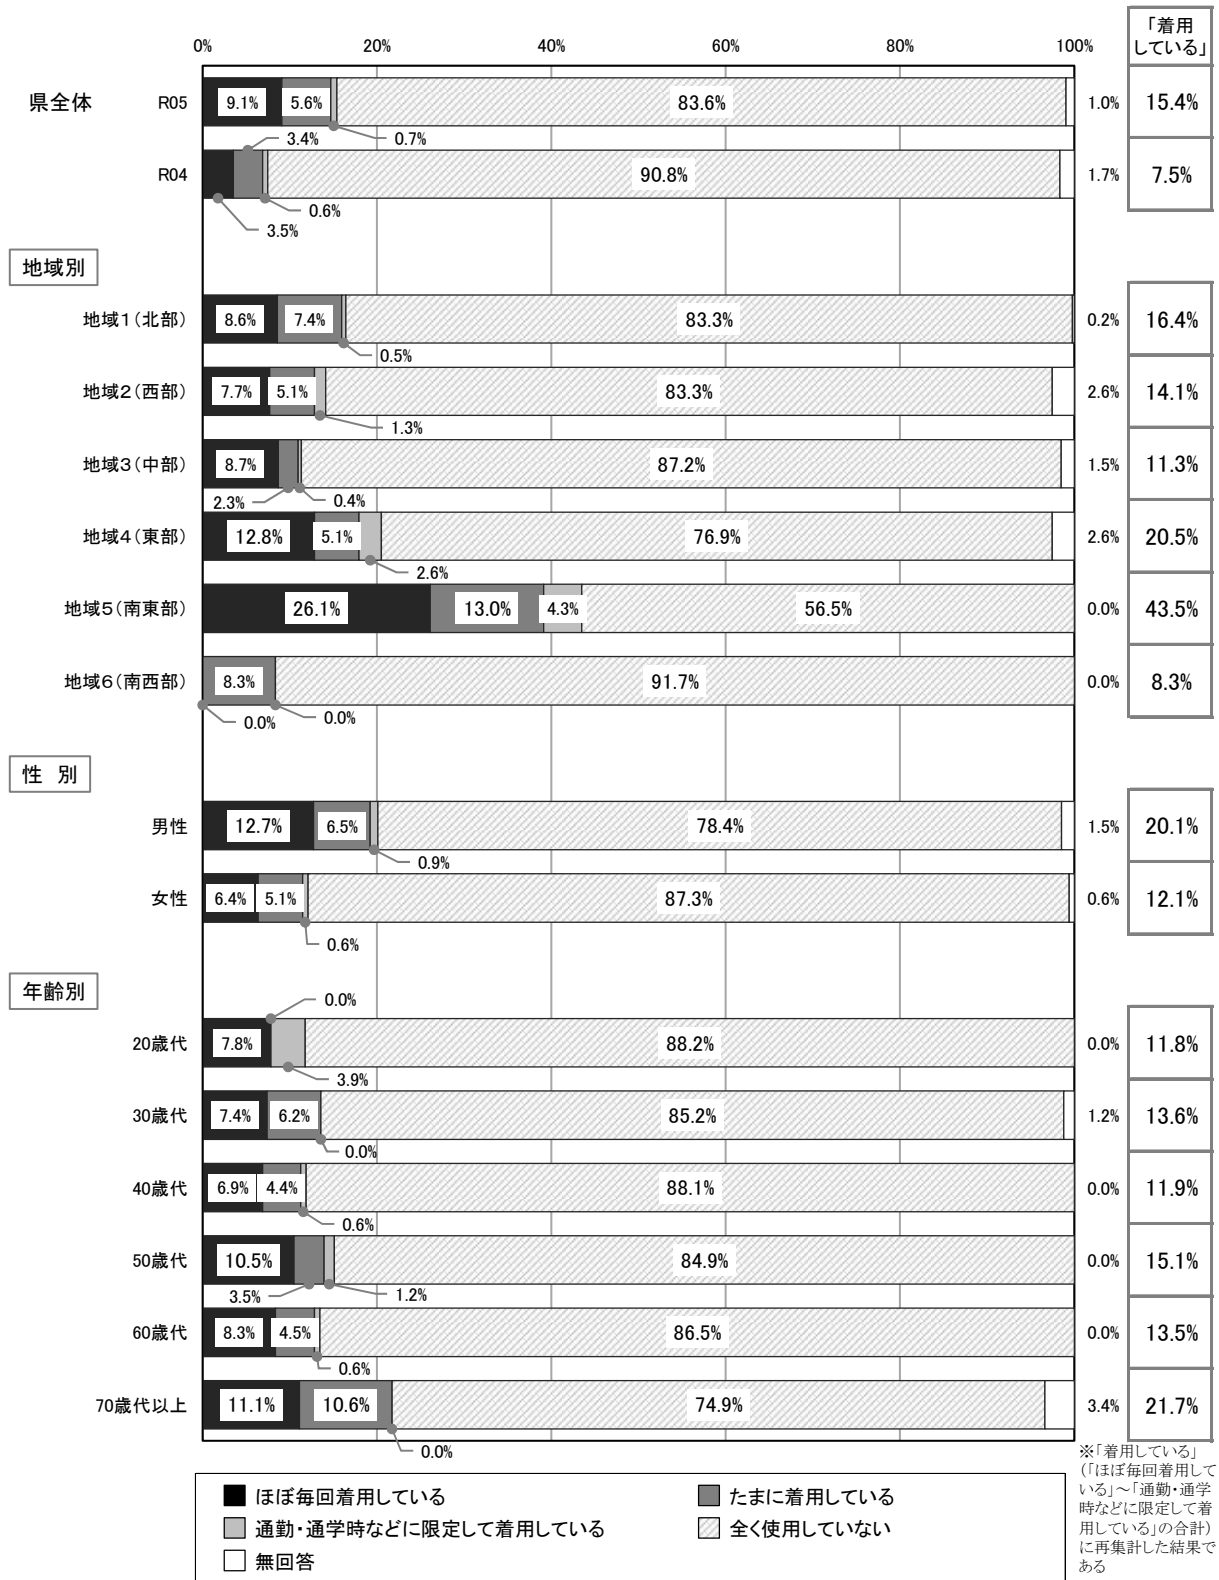 「着用
している」
0% 20% 40% 60% 80% 100%
県全体 R05 9.1% 5.6% 83.6% 1.0% 15.4%
3.4% 0.7%
R04 90.8% 1.7% 7.5%
0.6%
3.5%
地域別
地域1(北部) 8.6% 7.4% 83.3% 0.2% 16.4%
0.5%
地域2(西部) 7.7% 5.1% 83.3% 2.6% 14.1%
1.3%
地域3(中部) 8.7% 87.2% 1.5% 11.3%
2.3% 0.4%
地域4(東部) 12.8% 5.1% 76.9% 2.6% 20.5%
2.6%
地域5(南東部) 26.1% 13.0% 4.3% 56.5% 0.0% 43.5%
地域6(南西部) 8.3% 91.7% 0.0% 8.3%
0.0% 0.0%
性 別
男性 12.7% 6.5% 78.4% 1.5% 20.1%
0.9%
女性 6.4% 5.1% 87.3% 0.6% 12.1%
0.6%
年齢別
0.0%
20歳代 7.8% 88.2% 0.0% 11.8%
3.9%
30歳代 7.4% 6.2% 85.2% 1.2% 13.6%
0.0%
40歳代 6.9% 4.4% 88.1% 0.0% 11.9%
0.6%
50歳代 10.5% 84.9% 0.0% 15.1%
3.5% 1.2%
60歳代 8.3% 4.5% 86.5% 0.0% 13.5%
0.6%
70歳代以上 11.1% 10.6% 74.9% 3.4% 21.7%
0.0%
ほぼ毎回着用している たまに着用している
通勤・通学時などに限定して着用している 全く使用していない
無回答
※「着用している」
(「ほぼ毎回着用して
いる」~「通勤・通学
時などに限定して着
用している」の合計)
に再集計した結果で
ある